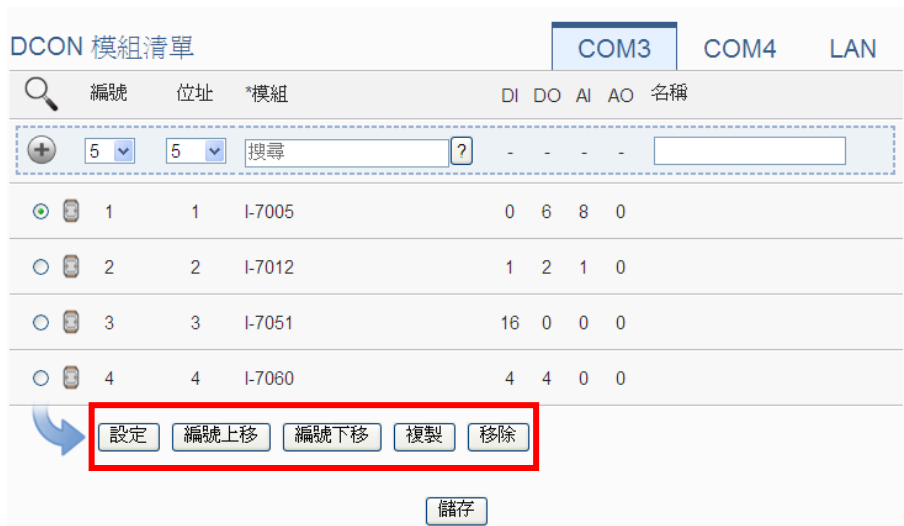 DCON 模組清單 COM3 COM4 LAN
編號 位址 *模組 DI DO AI AO 名稱
5 5 搜尋 ? - - - -
1 1 I-7005 0 6 8 0
2 2 I-7012 1 2 1 0
3 3 I-7051 16 0 0 0
4 4 I-7060 4 4 0 0
設定 編號上移 編號下移 複製 移除
儲存